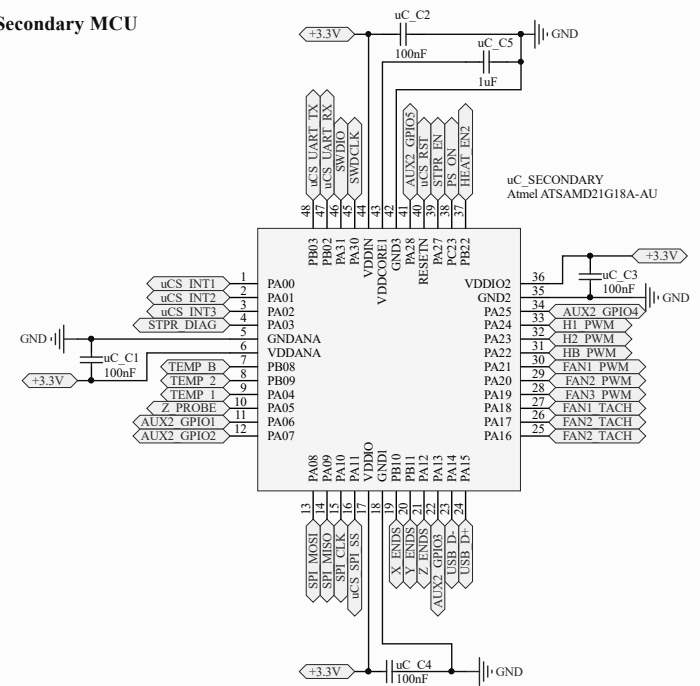 Secondary MCU
+3.3V
uC_C2
100nF
GND
uC_C5
1uF
uCS_UART_TX
uCS_UART_RX
SWDIO
SWDCLK
AUX2_GPIO5
uCS_RST
STPR_EN
PS_ON
HEAT_EN2
48
47
46
45
44
43
42
41
40
39
38
37
uC_SECONDARY
Atmel ATSAMD21G18A-AU
PB03
PB02
PA31
PA30
VDDIN
VDDCORE1
GND3
PA28
RESETN
PA27
PC23
PB22
uCS_INT1 1 PA00
uCS_INT2 2 PA01
uCS_INT3 3 PA02
STPR_DIAG 4 PA03
GND 5 GNDANA
6 VDDANA
uC_C1
100nF
+3.3V
TEMP_B 7 PB08
TEMP_2 8 PB09
TEMP_1 9 PA04
Z_PROBE 10 PA05
AUX2_GPIO1 11 PA06
AUX2_GPIO2 12 PA07
+3.3V
VDDIO2 36
uC_C3
100nF
GND2 35
GND
PA25 34 AUX2_GPIO4
PA24 33 H1_PWM
PA23 32 H2_PWM
PA22 31 HB_PWM
PA21 30 FAN1_PWM
PA20 29 FAN2_PWM
PA19 28 FAN3_PWM
PA18 27 FAN1_TACH
PA17 26 FAN2_TACH
PA16 25 FAN2_TACH
PA08
PA09
PA10
PA11
VDDIO
GND1
PB10
PB11
PA12
PA13
PA14
PA15
13
14
15
16
17
18
19
20
21
22
23
24
SPI_MOSI
SPI_MISO
SPI_CLK
uCS_SPI_SS
X_ENDS
Y_ENDS
Z_ENDS
AUX2_GPIO3
USB_D-
USB_D+
+3.3V
uC_C4
100nF
GND